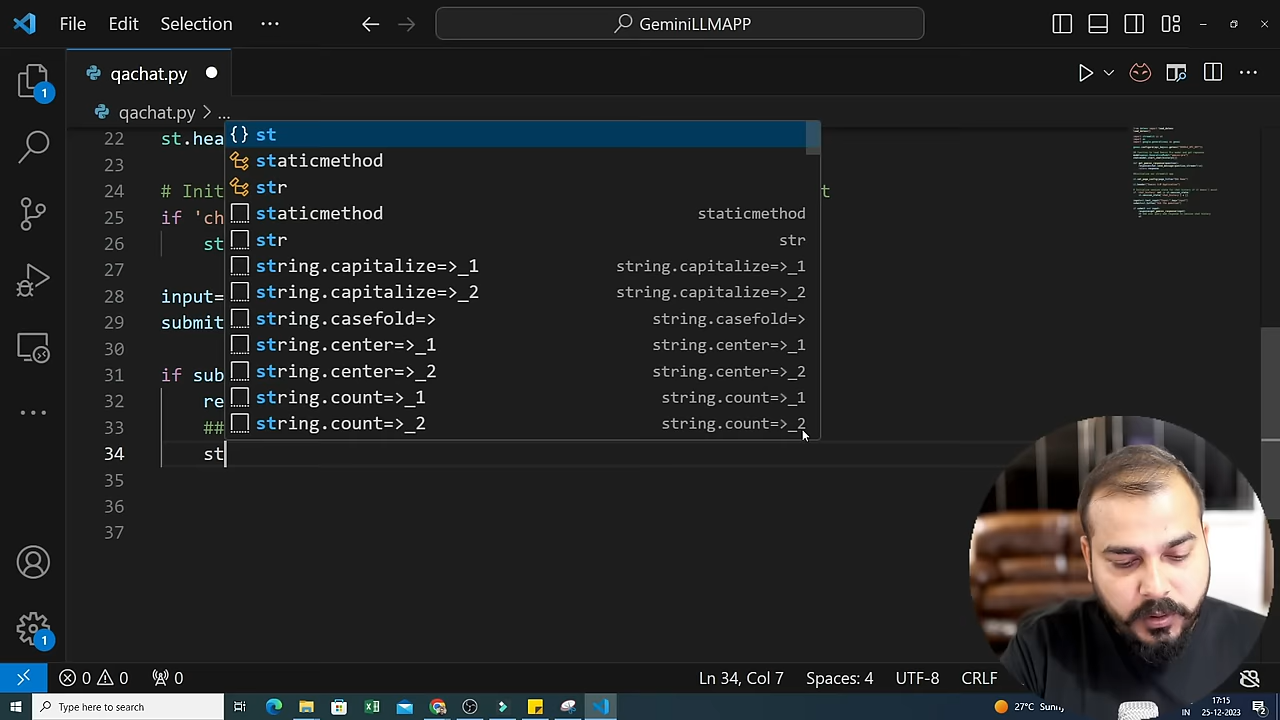 File Edit Selection ... GeminiLLMAPP
qachat.py
qachat.py > ...
22 st.hea
23
24 # Init t
25 if 'ch
26 st
27
28 input=
29 submit
30
31 if sub
32 re
33 ##
34 st
35
36
37
{} st
staticmethod
str
staticmethod staticmethod
str str
string.capitalize=>_1 string.capitalize=>_1
string.capitalize=>_2 string.capitalize=>_2
string.casefold=> string.casefold=>
string.center=>_1 string.center=>_1
string.center=>_2 string.center=>_2
string.count=>_1 string.count=>_1
string.count=>_2 string.count=>_2
1
1
0 0 0 Ln 34, Col 7 Spaces: 4 UTF-8 CRLF
Type here to search 27°C Sunny IN 17:15
25-12-2023 2